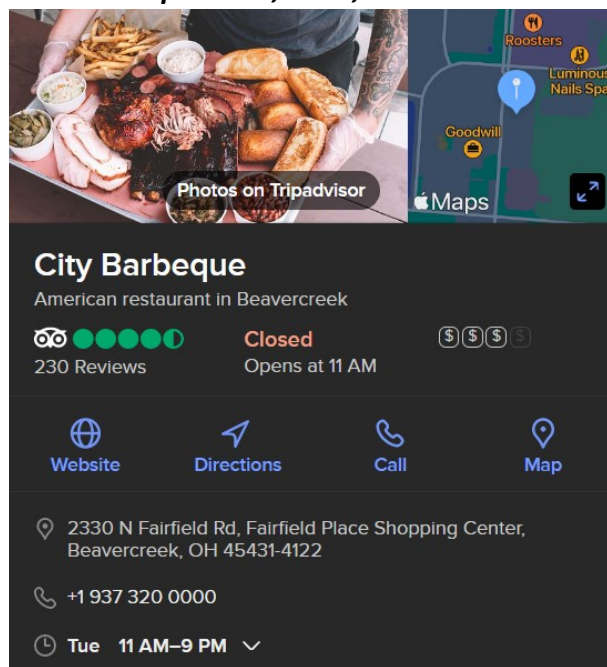 Roosters
Luminous
Nails Spa
Goodwill
Photos on Tripadvisor
Maps
City Barbeque
American restaurant in Beavercreek
Closed
$ $ $ $
230 Reviews
Opens at 11 AM
Website
Directions
Call
Map
2330 N Fairfield Rd, Fairfield Place Shopping Center,
Beavercreek, OH 45431-4122
+1 937 320 0000
Tue 11 AM–9 PM